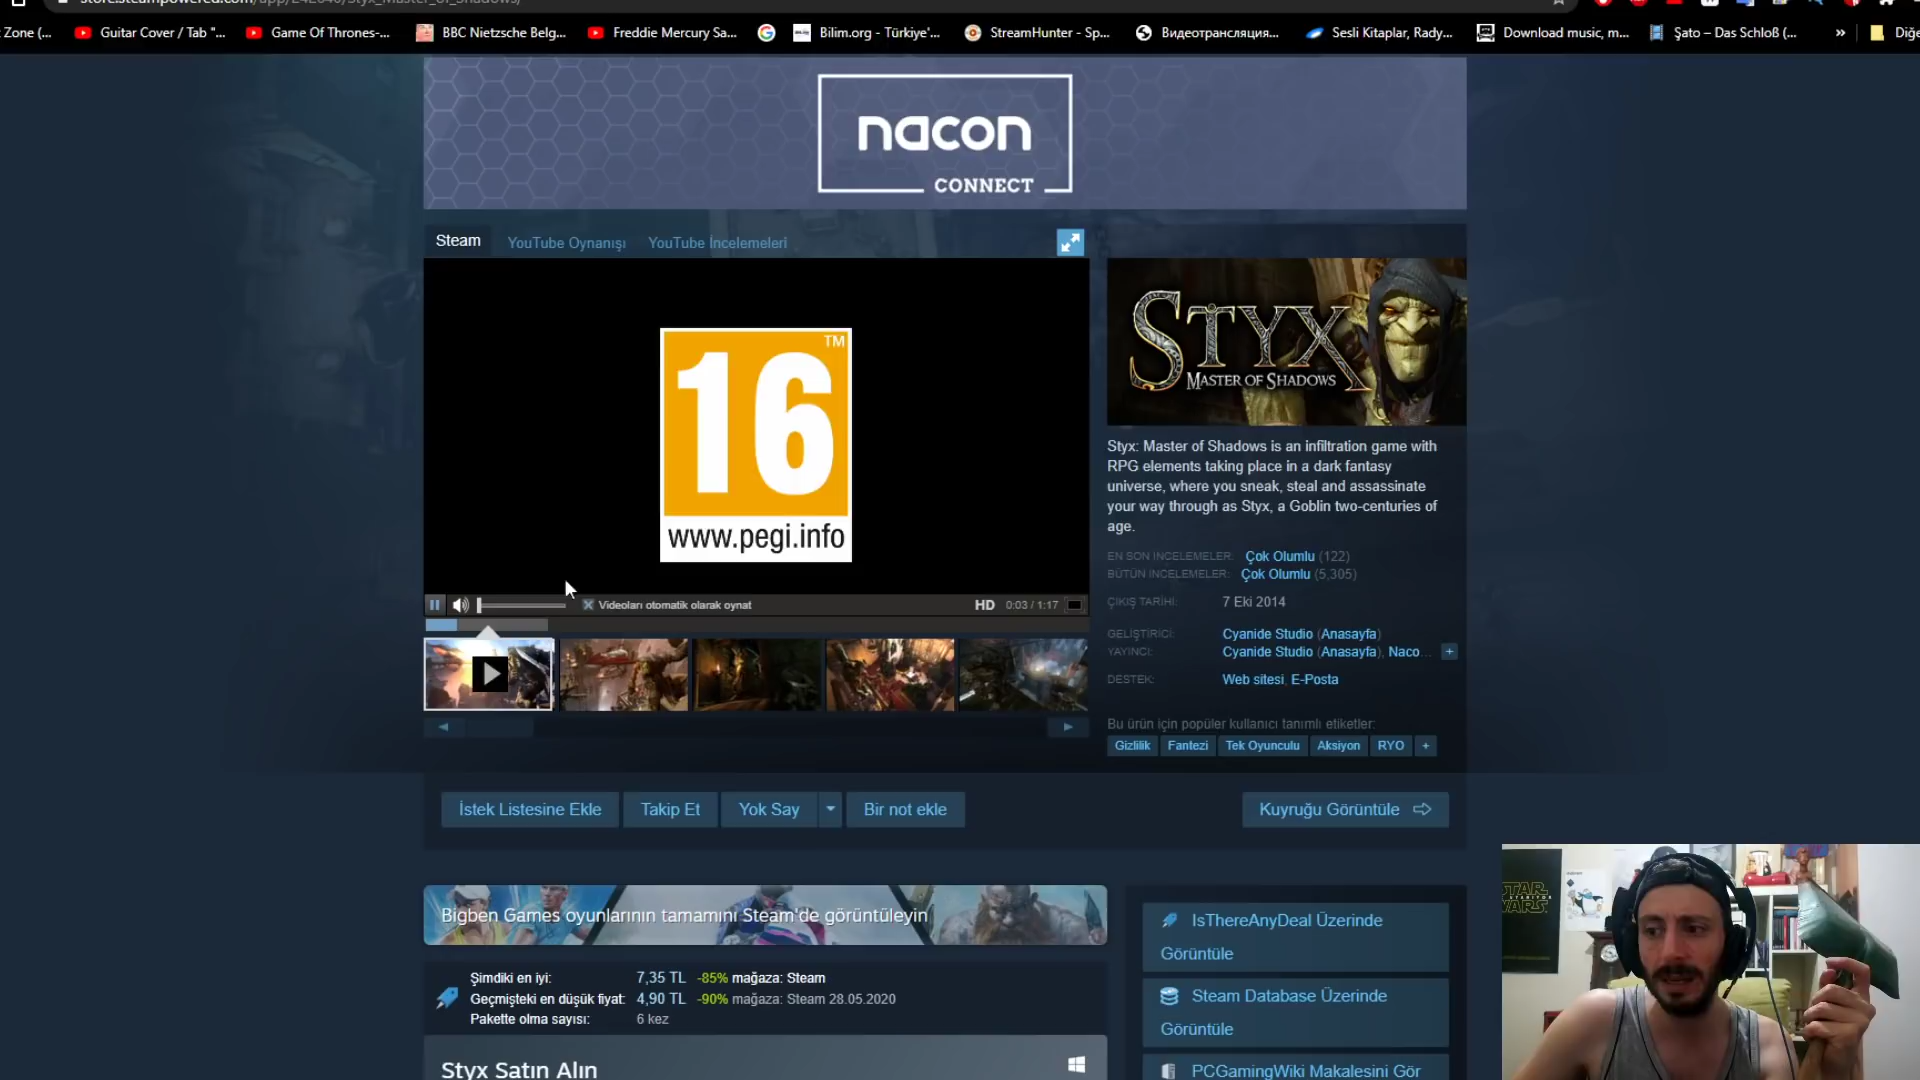 Zone (...
Guitar Cover / Tab "...
Game Of Thrones-...
BBC Nietzsche Belg...
Freddie Mercury Sa...
Bilim.org - Türkiye'...
StreamHunter - Sp...
Видеотрансляция...
Sesli Kitaplar, Rady...
Download music, m...
Şato – Das Schloß (...
»
Diğe
nacon
CONNECT
Steam
YouTube Oynanışı
YouTube İncelemeleri
16
TM
www.pegi.info
Videoları otomatik olarak oynat
HD
0:03 / 1:17
STYX
MASTER OF SHADOWS
Styx: Master of Shadows is an infiltration game with
RPG elements taking place in a dark fantasy
universe, where you sneak, steal and assassinate
your way through as Styx, a Goblin two-centuries of
age.
EN SON İNCELEMELER: Çok Olumlu (122)
BÜTÜN İNCELEMELER: Çok Olumlu (5,305)
ÇIKIŞ TARİHİ: 7 Eki 2014
GELİŞTİRİCİ: Cyanide Studio (Anasayfa)
YAYINCI: Cyanide Studio (Anasayfa), Naco... +
DESTEK: Web sitesi, E-Posta
Bu ürün için popüler kullanıcı tanımlı etiketler:
Gizlilik Fantezi Tek Oyunculu Aksiyon RYO +
İstek Listesine Ekle
Takip Et
Yok Say
Bir not ekle
Kuyruğu Görüntüle
Bigben Games oyunlarının tamamını Steam'de görüntüleyin
Şimdiki en iyi: 7,35 TL -85% mağaza: Steam
Geçmişteki en düşük fiyat: 4,90 TL -90% mağaza: Steam 28.05.2020
Pakette olma sayısı: 6 kez
Styx Satın Alın
IsThereAnyDeal Üzerinde
Görüntüle
Steam Database Üzerinde
Görüntüle
PCGamingWiki Makalesini Gör
STAR
WARS